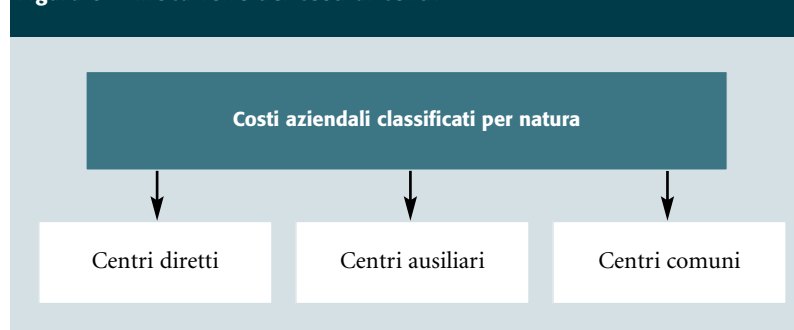 Costi aziendali classificati per natura
Centri diretti
Centri ausiliari
Centri comuni